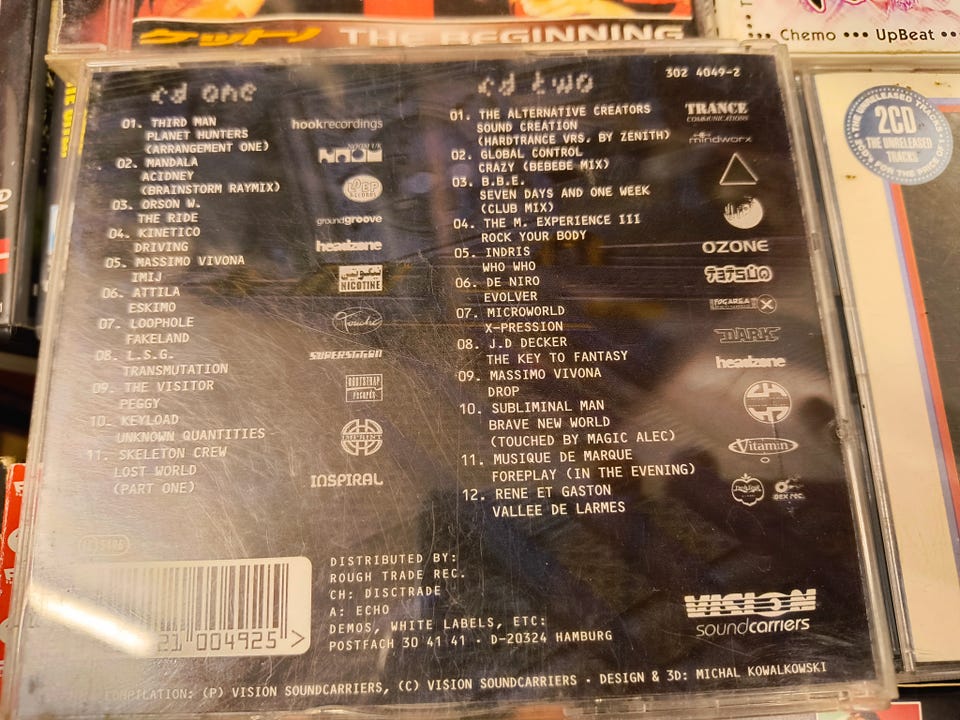 THE BEGINNING
Chemo ••• UpBeat ••
cd one
01. THIRD MAN
PLANET HUNTERS
(ARRANGEMENT ONE)
02. MANDALA
ACIDNEY
(BRAINSTORM RAYMIX)
03. ORSON W.
THE RIDE
04. KINETICO
DRIVING
05. MASSIMO VIVONA
IMIJ
06. ATTILA
ESKIMO
07. LOOPHOLE
FAKELAND
08. L.S.G.
TRANSMUTATION
09. THE VISITOR
PEGGY
10. KEYLOAD
UNKNOWN QUANTITIES
11. SKELETON CREW
LOST WORLD
(PART ONE)
hookrecordings
groundgroove
headzone
NICOTINE
Touché
SUPERSTITION
BOOTSTRAP
INSPIRAL
cd two
302 4049-2
01. THE ALTERNATIVE CREATORS
SOUND CREATION
(HARDTRANCE VRS. BY ZENITH)
02. GLOBAL CONTROL
CRAZY (BEBEBE MIX)
03. B.B.E.
SEVEN DAYS AND ONE WEEK
(CLUB MIX)
04. THE M. EXPERIENCE III
ROCK YOUR BODY
05. INDRIS
WHO WHO
06. DE NIRO
EVOLVER
07. MICROWORLD
X-PRESSION
08. J.D DECKER
THE KEY TO FANTASY
09. MASSIMO VIVONA
DROP
10. SUBLIMINAL MAN
BRAVE NEW WORLD
(TOUCHED BY MAGIC ALEC)
11. MUSIQUE DE MARQUE
FOREPLAY (IN THE EVENING)
12. RENE ET GASTON
VALLEE DE LARMES
TRANCE
COMMUNICATIONS
mindworx
OZONE
DARK
headzone
Vitamin
DISTRIBUTED BY:
ROUGH TRADE REC.
CH: DISCTRADE
A: ECHO
DEMOS, WHITE LABELS, ETC:
POSTFACH 30 41 41 · D-20324 HAMBURG
21 004925 >
VISION
soundcarriers
COMPILATION: (P) VISION SOUNDCARRIERS, (C) VISION SOUNDCARRIERS · DESIGN & 3D: MICHAL KOWALKOWSKI
THE UNRELEASED TRACKS
2CD
THE UNRELEASED
TRACKS